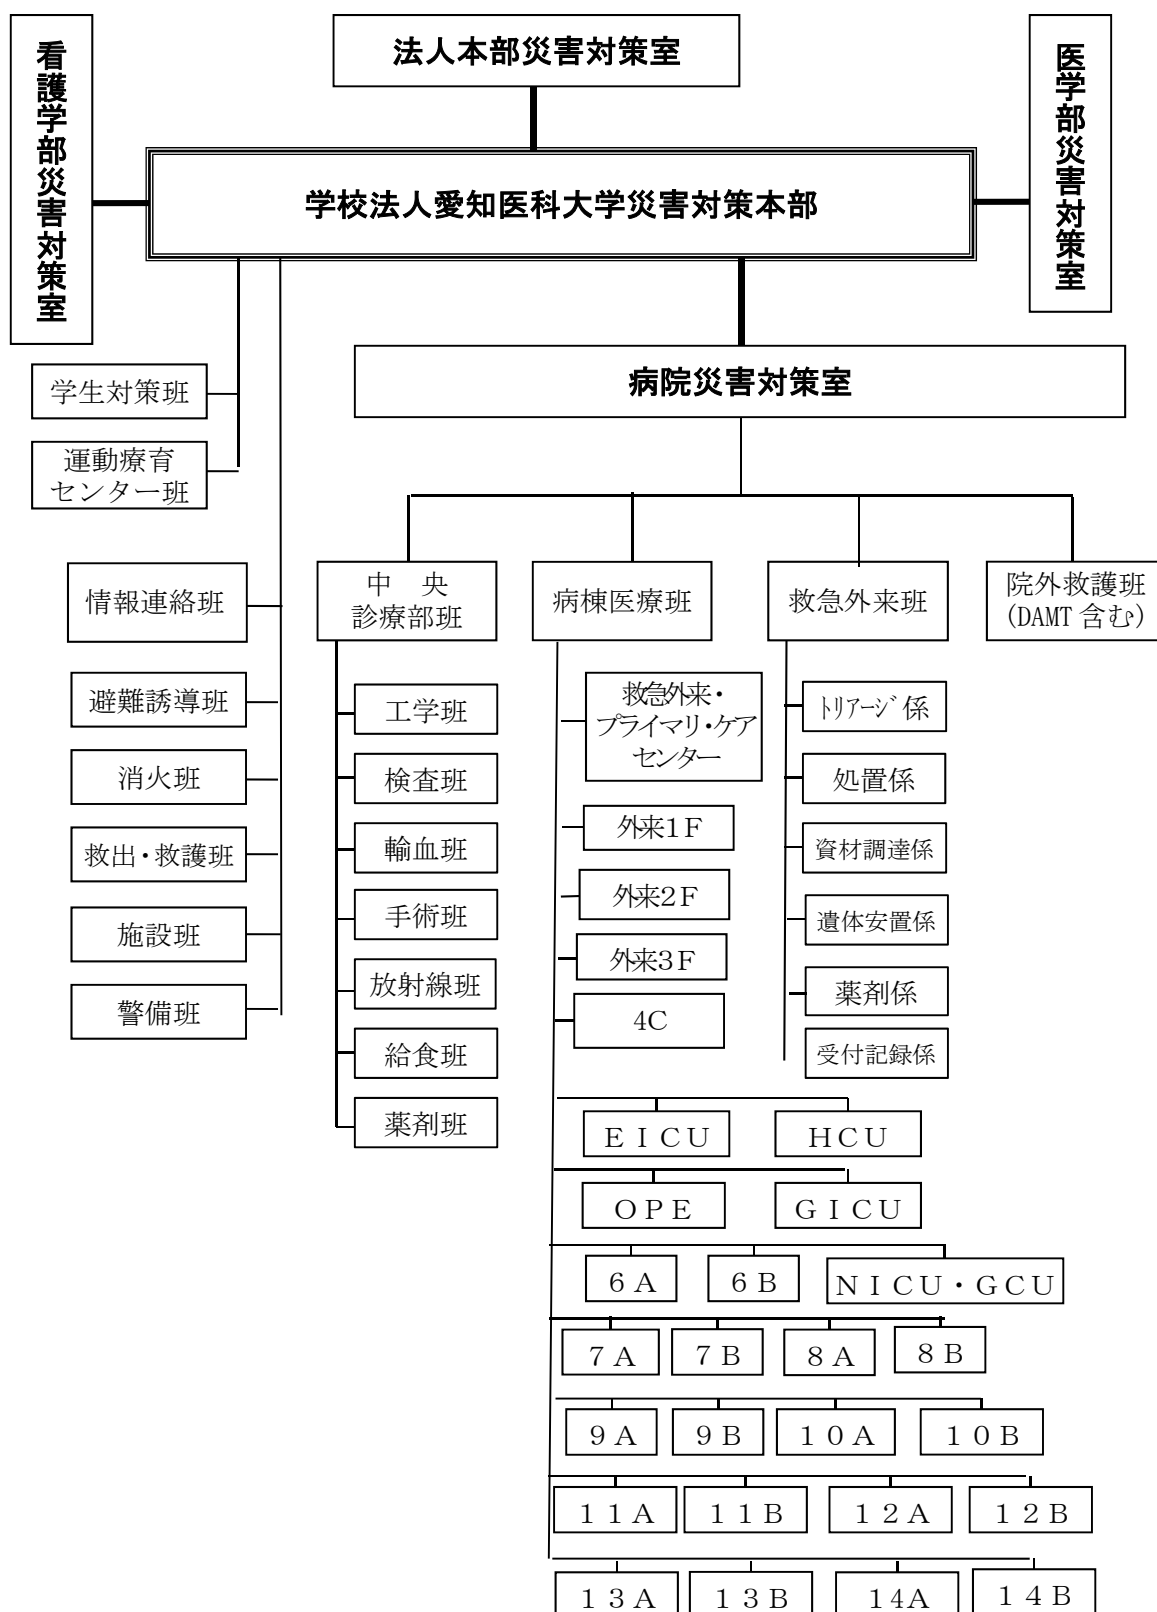 看護学部災害対策室
法人本部災害対策室
医学部災害対策室
学校法人愛知医科大学災害対策本部
病院災害対策室
学生対策班
運動療育
センター班
情報連絡班
避難誘導班
消火班
救出・救護班
施設班
警備班
中　央
診療部班
工学班
検査班
輸血班
手術班
放射線班
給食班
薬剤班
病棟医療班
救急外来・
プライマリ・ケア
センター
外来１Ｆ
外来２Ｆ
外来３Ｆ
4C
救急外来班
ﾄﾘｱｰｼﾞ係
処置係
資材調達係
遺体安置係
薬剤係
受付記録係
院外救護班
(DAMT 含む)
ＥＩＣＵ
ＨＣＵ
ＯＰＥ
ＧＩＣＵ
６Ａ
６Ｂ
ＮＩＣＵ・ＧＣＵ
７Ａ
７Ｂ
８Ａ
８Ｂ
９Ａ
９Ｂ
１０Ａ
１０Ｂ
１１Ａ
１１Ｂ
１２Ａ
１２Ｂ
１３Ａ
１３Ｂ
１4Ａ
１４Ｂ